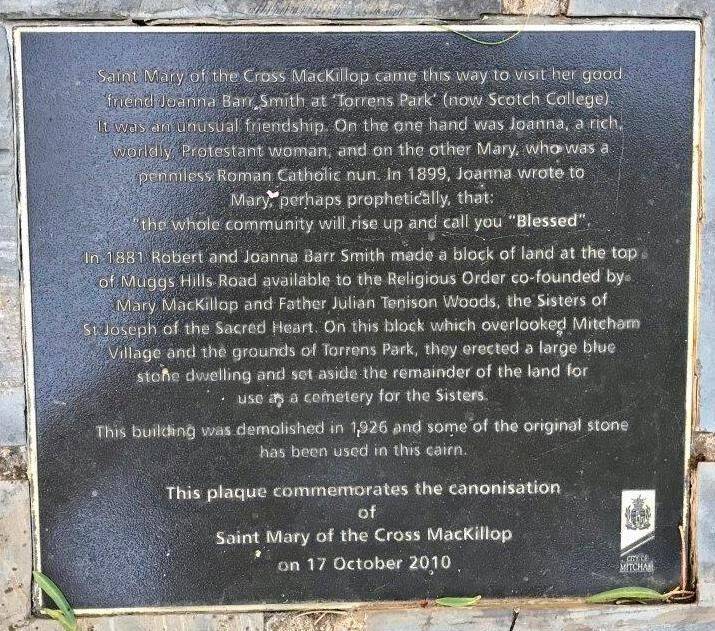 Saint Mary of the Cross MacKillop came this way to visit her good
friend Joanna Barr Smith at 'Torrens Park' (now Scotch College).
It was an unusual friendship. On the one hand was Joanna, a rich,
worldly, Protestant woman, and on the other Mary, who was a
penniless Roman Catholic nun. In 1899, Joanna wrote to
Mary, perhaps prophetically, that:
"the whole community will rise up and call you "Blessed".
In 1881 Robert and Joanna Barr Smith made a block of land at the top
of Muggs Hills Road available to the Religious Order co-founded by
Mary MacKillop and Father Julian Tenison Woods, the Sisters of
St Joseph of the Sacred Heart. On this block which overlooked Mitcham
Village and the grounds of Torrens Park, they erected a large blue
stone dwelling and set aside the remainder of the land for
use as a cemetery for the Sisters.
This building was demolished in 1926 and some of the original stone
has been used in this cairn.
This plaque commemorates the canonisation
of
Saint Mary of the Cross MacKillop
on 17 October 2010
CITY OF
MITCHAM